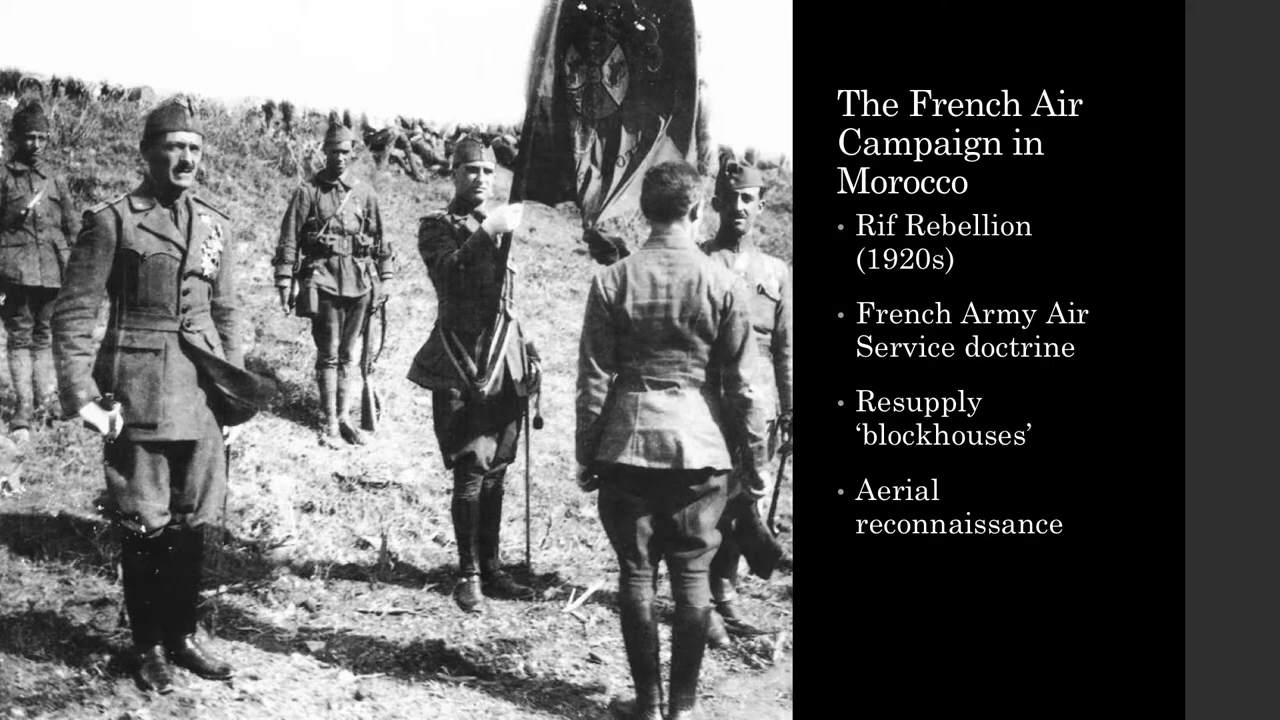 The French Air
Campaign in
Morocco
• Rif Rebellion
(1920s)
• French Army Air
Service doctrine
• Resupply
‘blockhouses’
• Aerial
reconnaissance